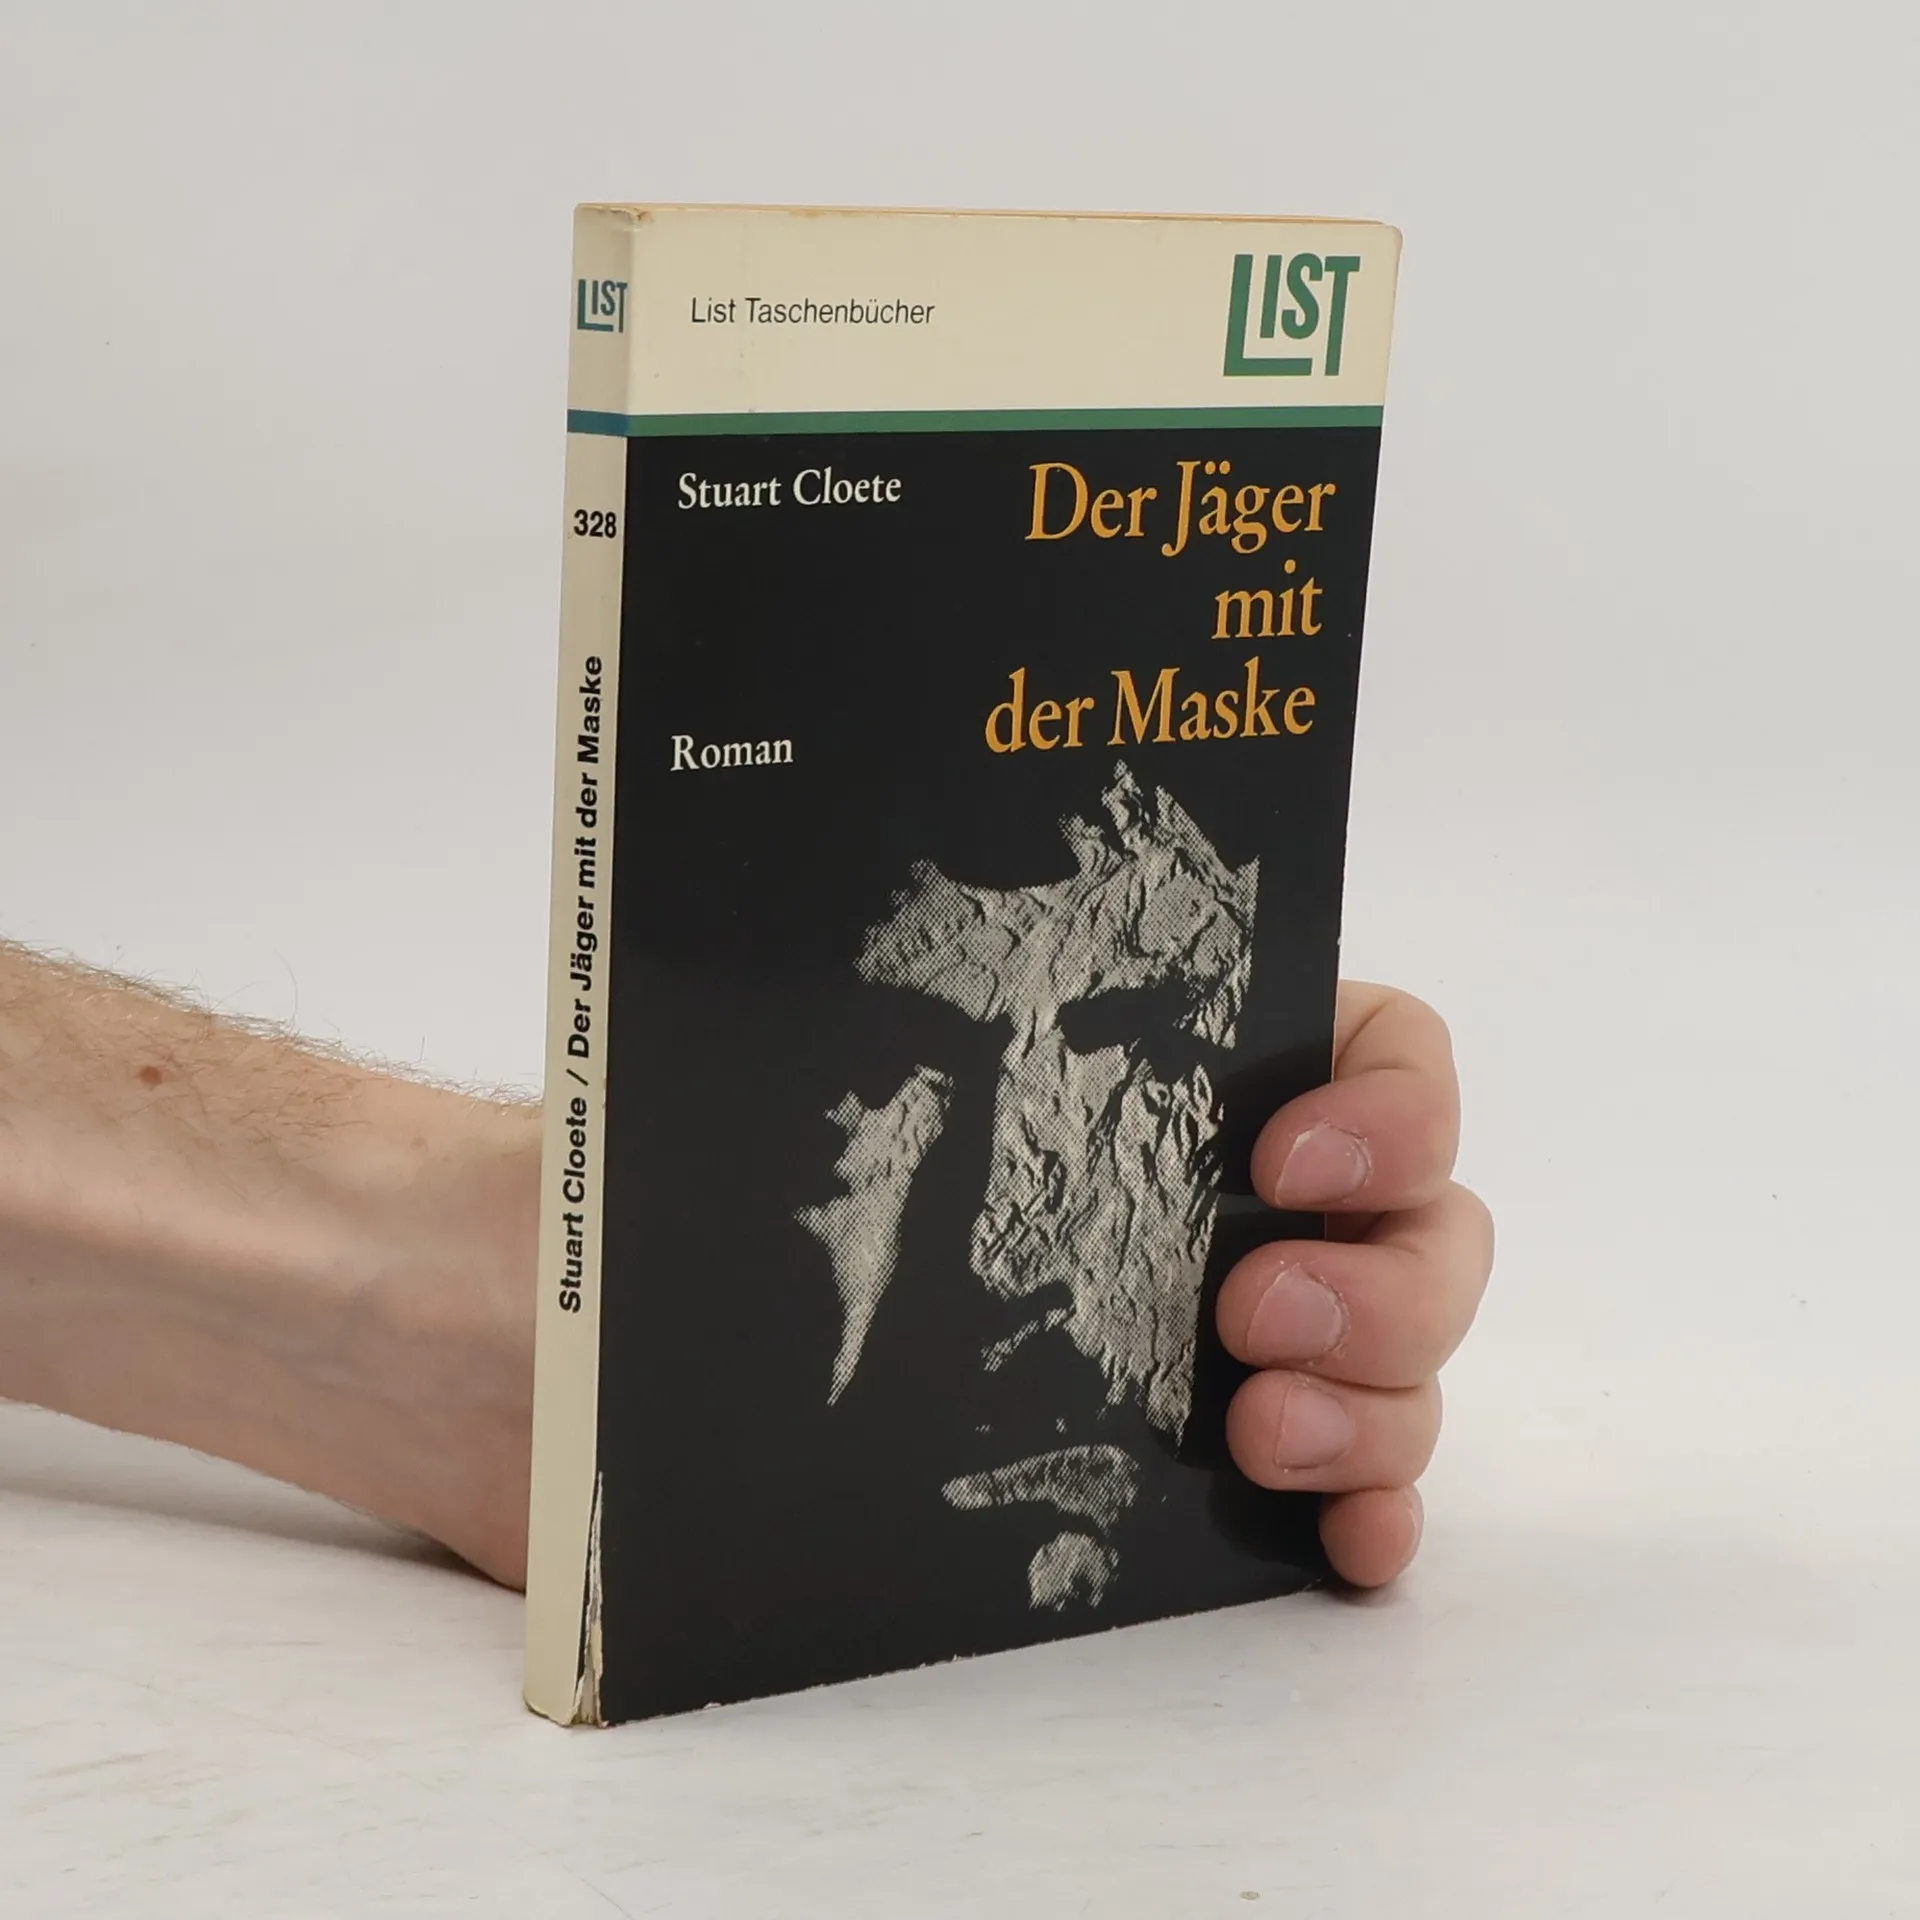 LIST
328
Stuart Cloete / Der Jäger mit der Maske
List Taschenbücher
LIST
Stuart Cloete
Der Jäger
mit
der Maske
Roman